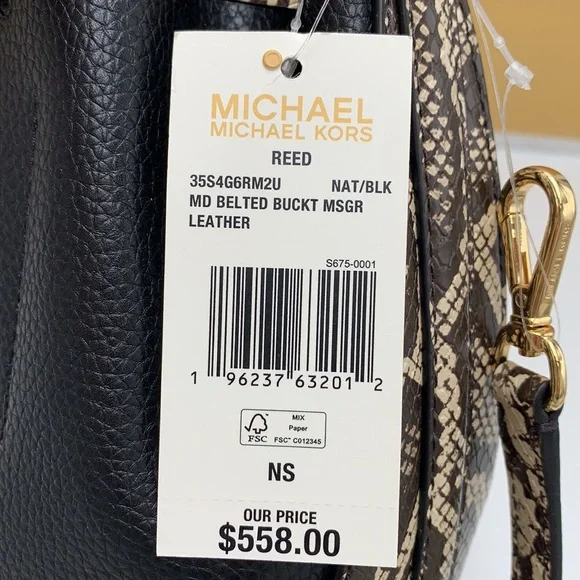 MICHAEL
MICHAEL KORS
REED
35S4G6RM2U NAT/BLK
MD BELTED BUCKT MSGR
LEATHER
S675-0001
1 96237 63201 2
FSC
MIX
Paper
FSC™ C012345
NS
OUR PRICE
$558.00